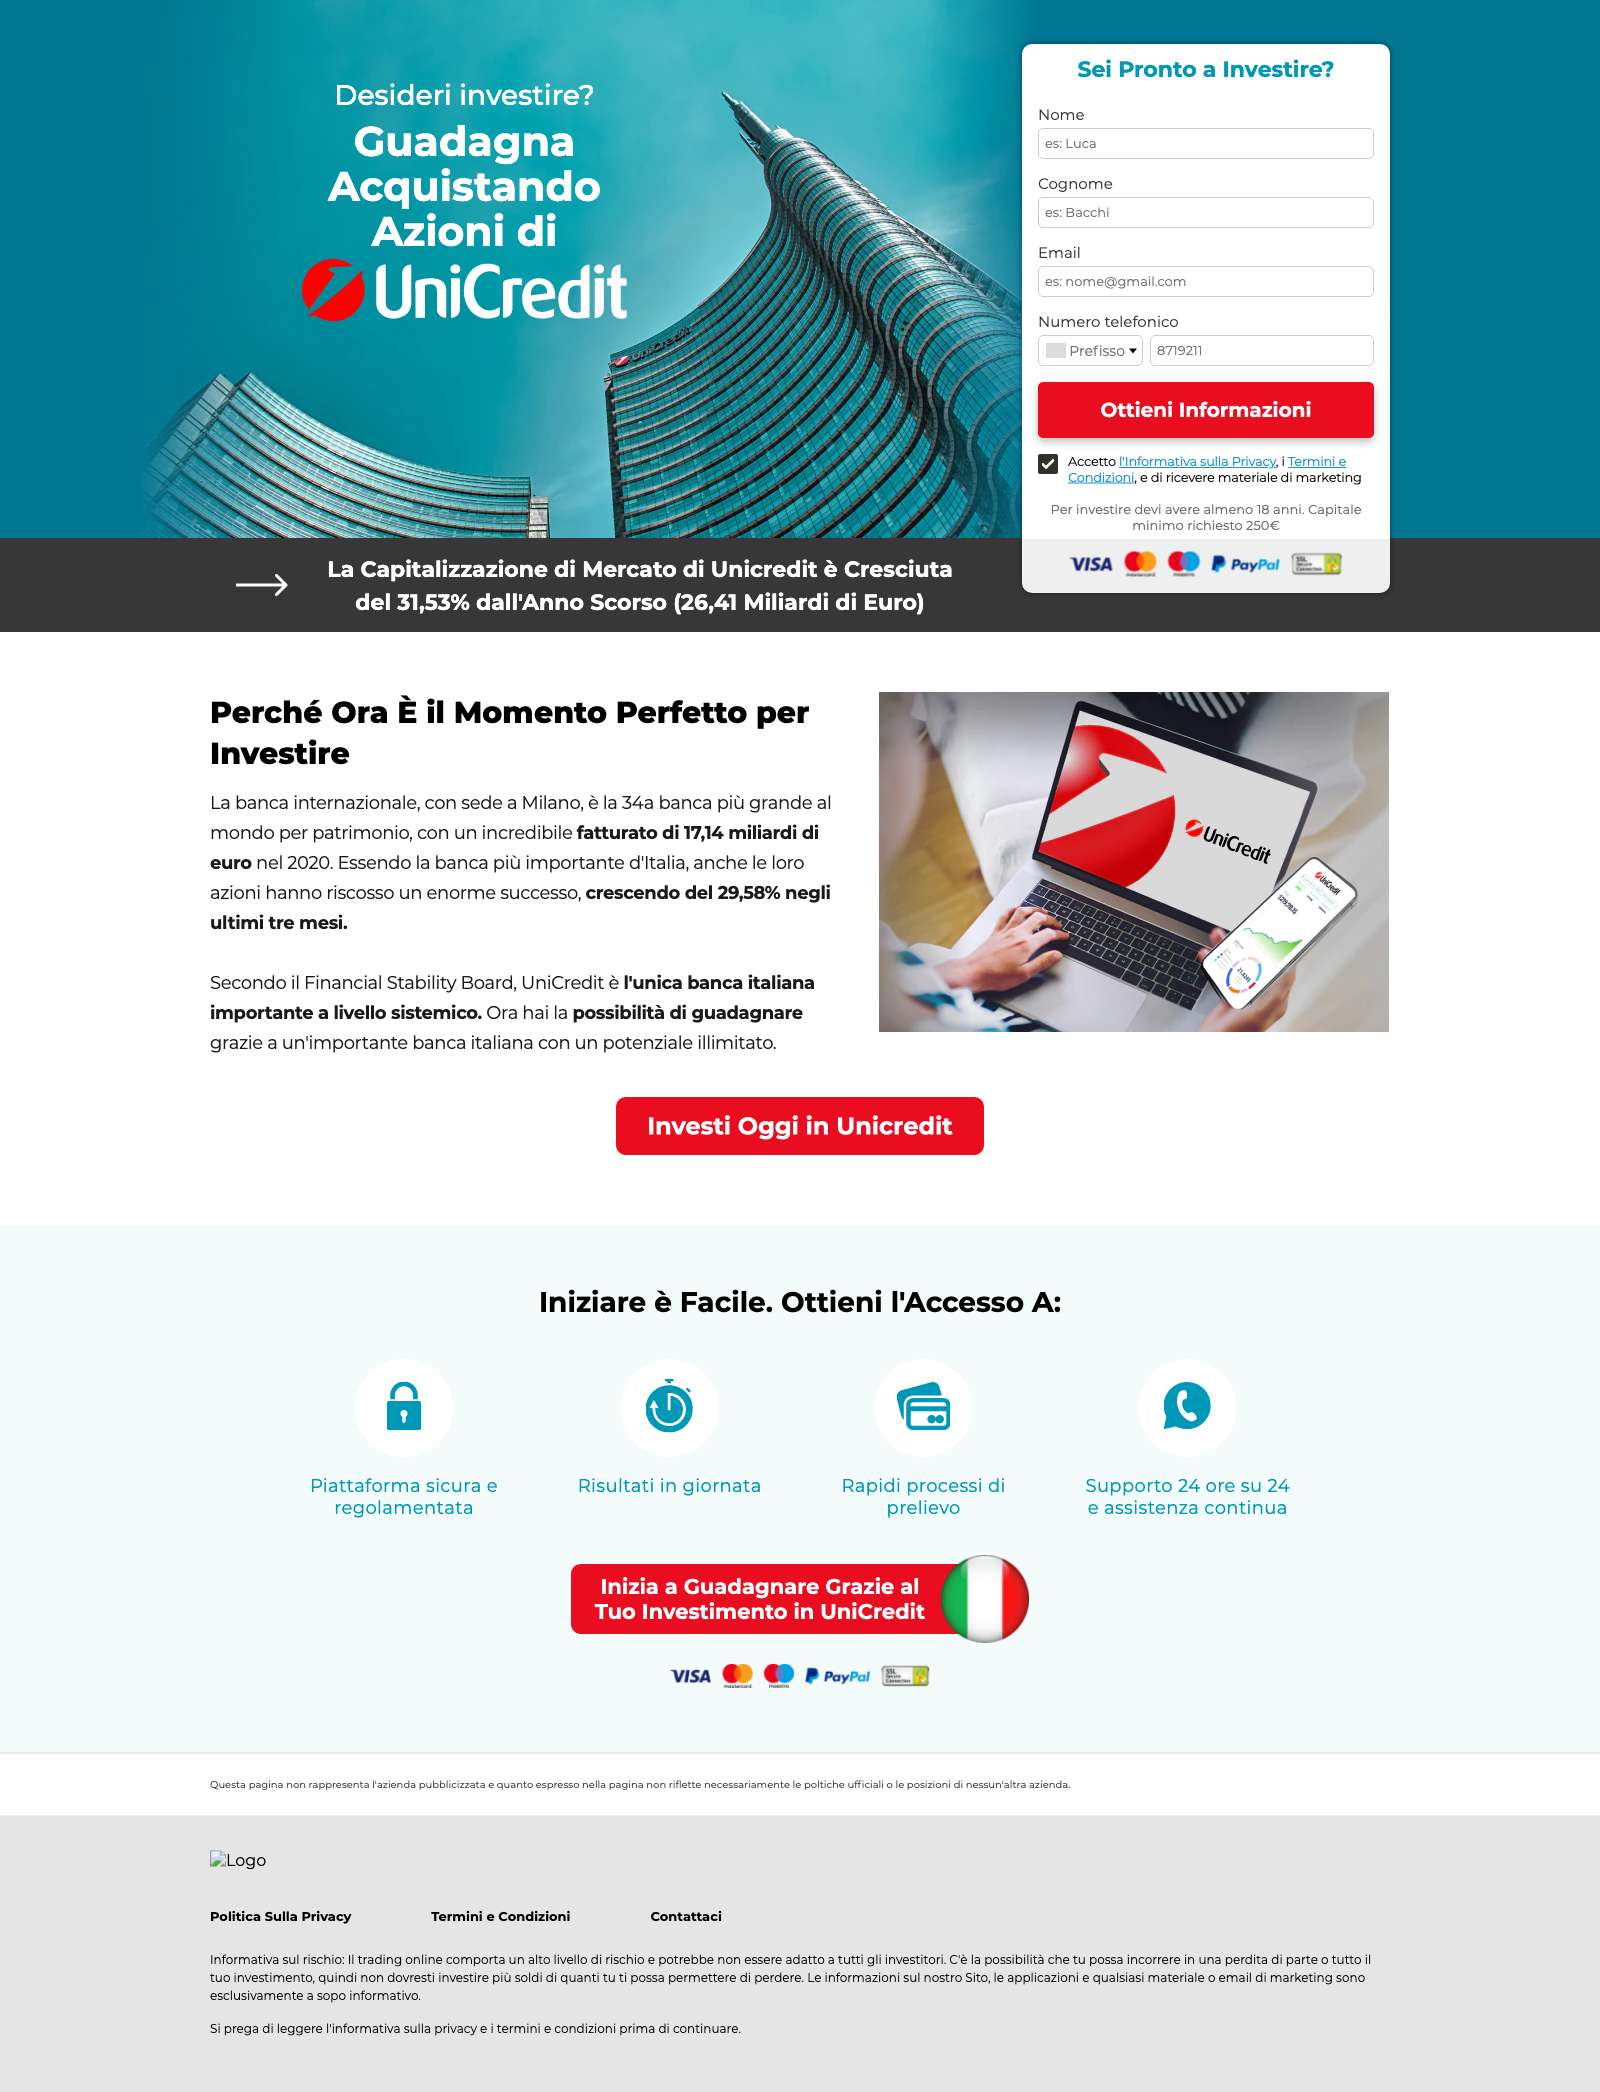 Desideri investire?
Guadagna
Acquistando
Azioni di
UniCredit
UniCredit
Sei Pronto a Investire?
Nome
es: Luca
Cognome
es: Bacchi
Email
es: nome@gmail.com
Numero telefonico
Prefisso
8719211
Ottieni Informazioni
Accetto l'Informativa sulla Privacy, i Termini e
Condizioni, e di ricevere materiale di marketing
Per investire devi avere almeno 18 anni. Capitale
minimo richiesto 250€
VISA mastercard maestro PayPal SSL Secure Connection
La Capitalizzazione di Mercato di Unicredit è Cresciuta
del 31,53% dall'Anno Scorso (26,41 Miliardi di Euro)
Perché Ora È il Momento Perfetto per
Investire
La banca internazionale, con sede a Milano, è la 34a banca più grande al
mondo per patrimonio, con un incredibile fatturato di 17,14 miliardi di
euro nel 2020. Essendo la banca più importante d'Italia, anche le loro
azioni hanno riscosso un enorme successo, crescendo del 29,58% negli
ultimi tre mesi.
Secondo il Financial Stability Board, UniCredit è l'unica banca italiana
importante a livello sistemico. Ora hai la possibilità di guadagnare
grazie a un'importante banca italiana con un potenziale illimitato.
UniCredit
UniCredit
Investi Oggi in Unicredit
Iniziare è Facile. Ottieni l'Accesso A:
Piattaforma sicura e
regolamentata
Risultati in giornata
Rapidi processi di
prelievo
Supporto 24 ore su 24
e assistenza continua
Inizia a Guadagnare Grazie al
Tuo Investimento in UniCredit
VISA mastercard maestro PayPal SSL Secure Connection
Questa pagina non rappresenta l'azienda pubblicizzata e quanto espresso nella pagina non riflette necessariamente le poltiche ufficiali o le posizioni di nessun'altra azienda.
Logo
Politica Sulla Privacy
Termini e Condizioni
Contattaci
Informativa sul rischio: Il trading online comporta un alto livello di rischio e potrebbe non essere adatto a tutti gli investitori. C'è la possibilità che tu possa incorrere in una perdita di parte o tutto il
tuo investimento, quindi non dovresti investire più soldi di quanti tu ti possa permettere di perdere. Le informazioni sul nostro Sito, le applicazioni e qualsiasi materiale o email di marketing sono
esclusivamente a sopo informativo.
Si prega di leggere l'informativa sulla privacy e i termini e condizioni prima di continuare.